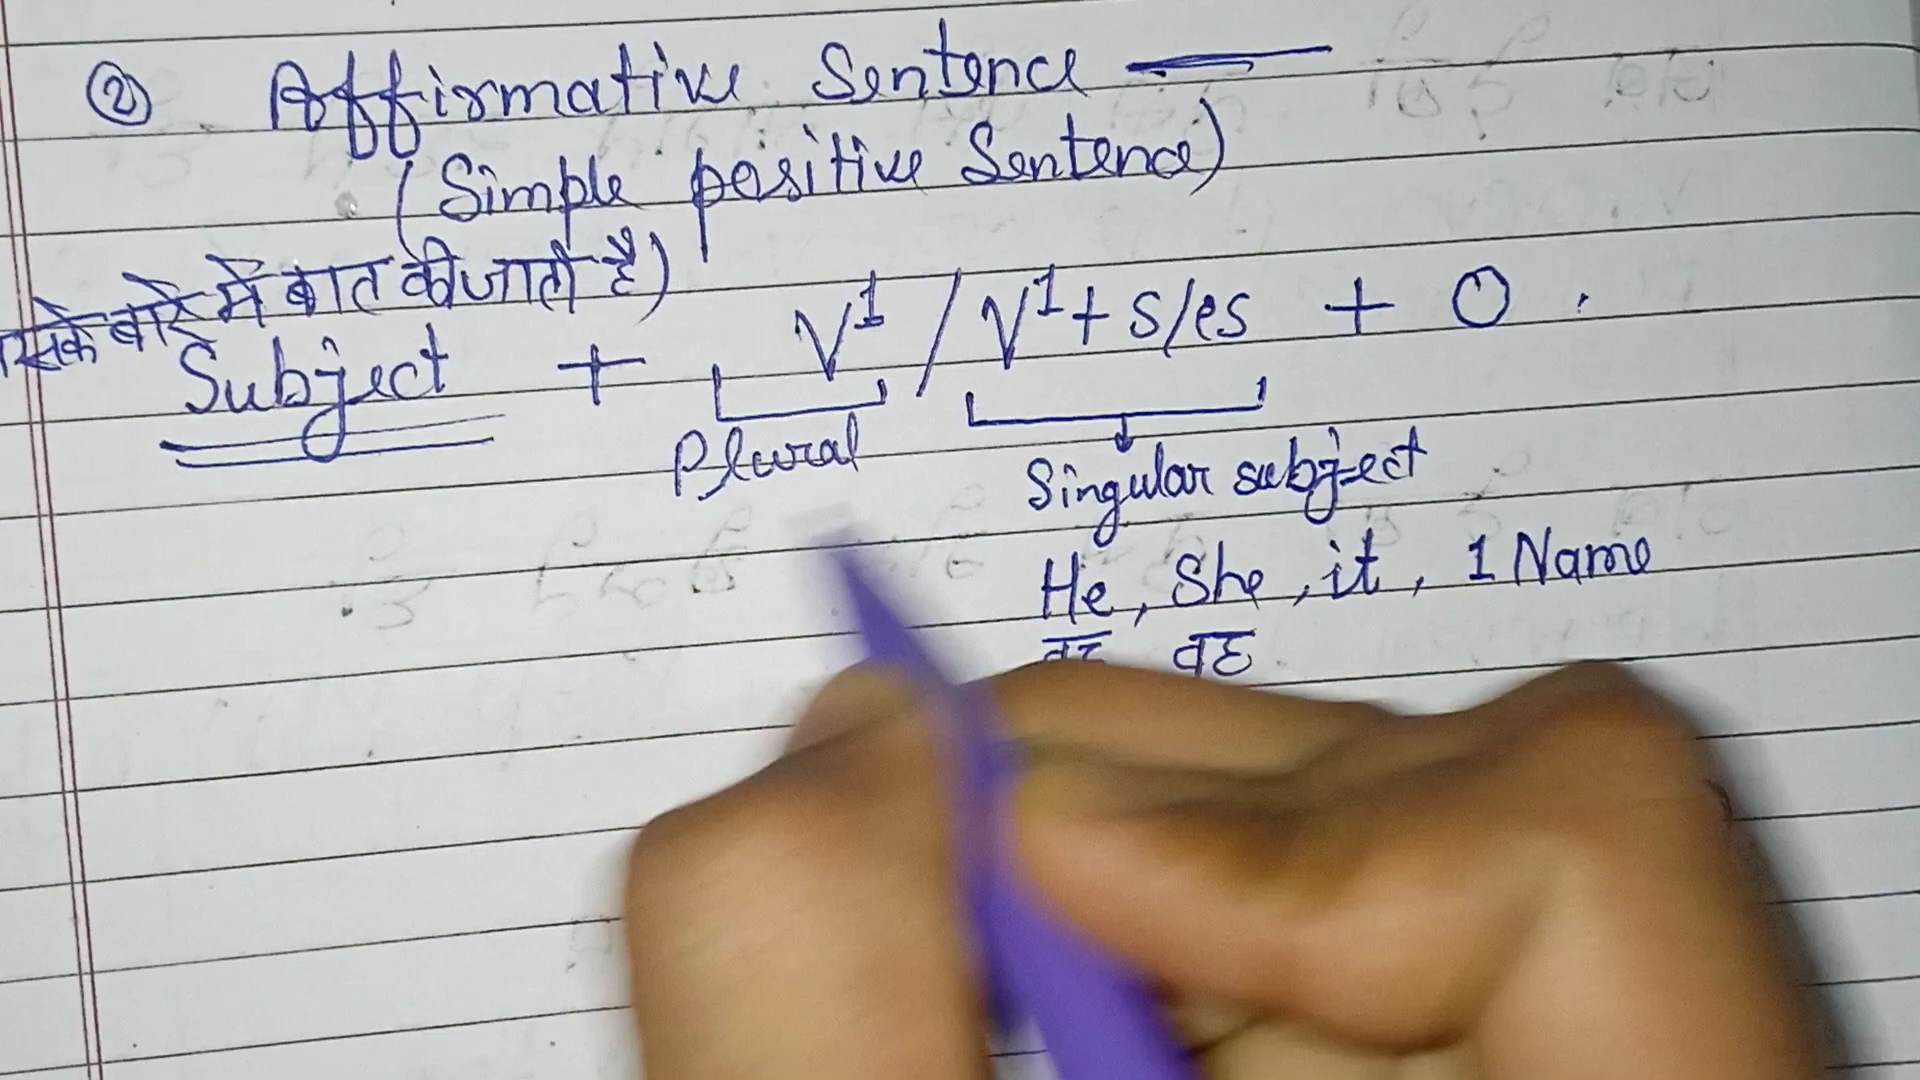 ② Affirmative Sentence —
(Simple positive Sentence)
के बारे में बात की जाती है)
Subject + V¹ / V¹ + s/es + O .
Plural
Singular subject
He, She, it, 1 Name
वह वह